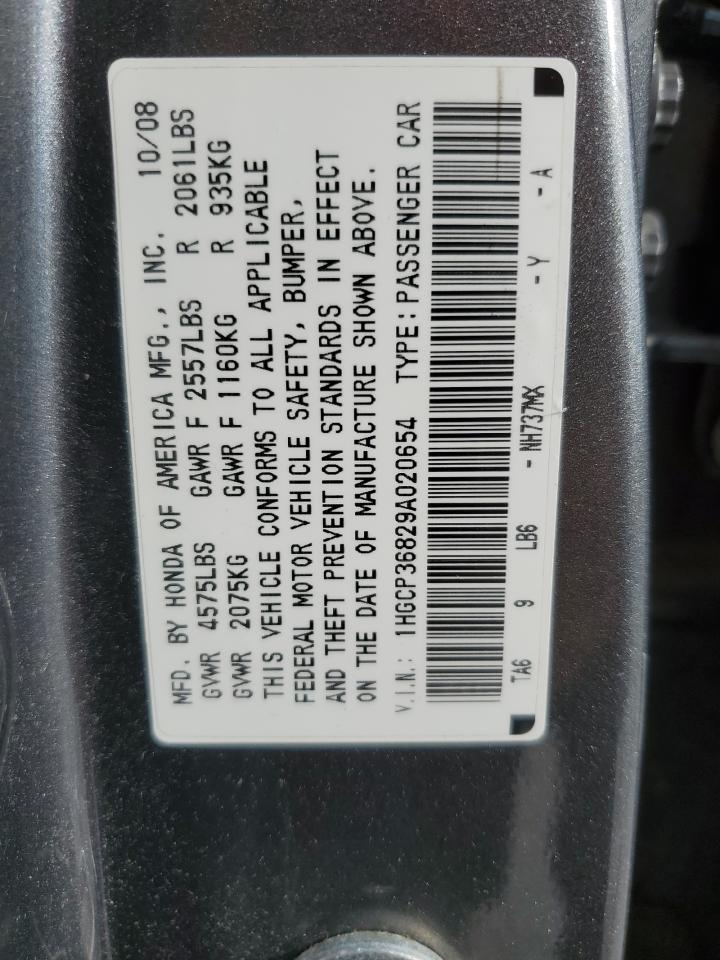 MFD. BY HONDA OF AMERICA MFG., INC. 10/08
GVWR 4575LBS GAWR F 2557LBS R 2061LBS
GVWR 2075KG GAWR F 1160KG R 935KG
THIS VEHICLE CONFORMS TO ALL APPLICABLE
FEDERAL MOTOR VEHICLE SAFETY, BUMPER,
AND THEFT PREVENTION STANDARDS IN EFFECT
ON THE DATE OF MANUFACTURE SHOWN ABOVE.
V.I.N.: 1HGCP36829A020654 TYPE:PASSENGER CAR
TA6 9 LB6 - NH737MX - Y - A